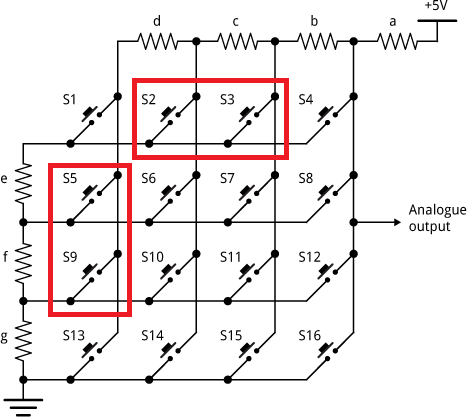 +5V
d c b a
S1 S2 S3 S4
e
S5 S6 S7 S8
Analogue
output
f
S9 S10 S11 S12
g
S13 S14 S15 S16